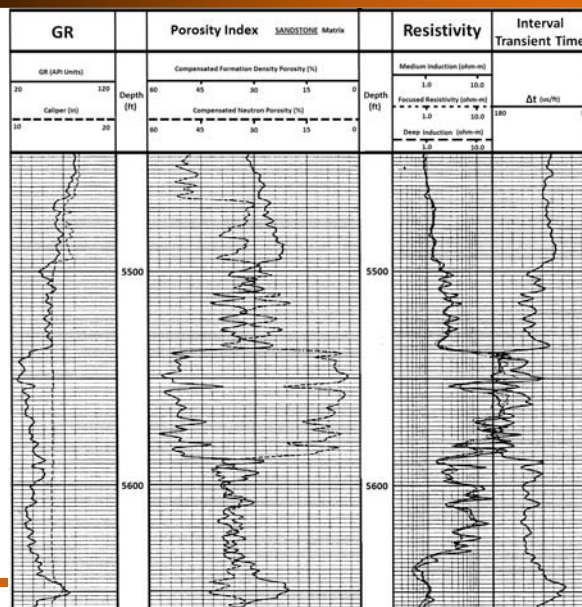 GR
Porosity Index SANDSTONE Matrix
Resistivity
Interval
Transient Time
GR (API Units)
20 120
Caliper (in)
10 20
Depth
(ft)
Compensated Formation Density Porosity (%)
60 45 30 15 0
Compensated Neutron Porosity (%)
60 45 30 15 0
Depth
(ft)
Medium Induction (ohm-m)
1.0 10.0
Focused Resistivity (ohm-m)
1.0 10.0
Deep Induction (ohm-m)
1.0 10.0
Δt (us/ft)
180
5500
5500
5600
5600